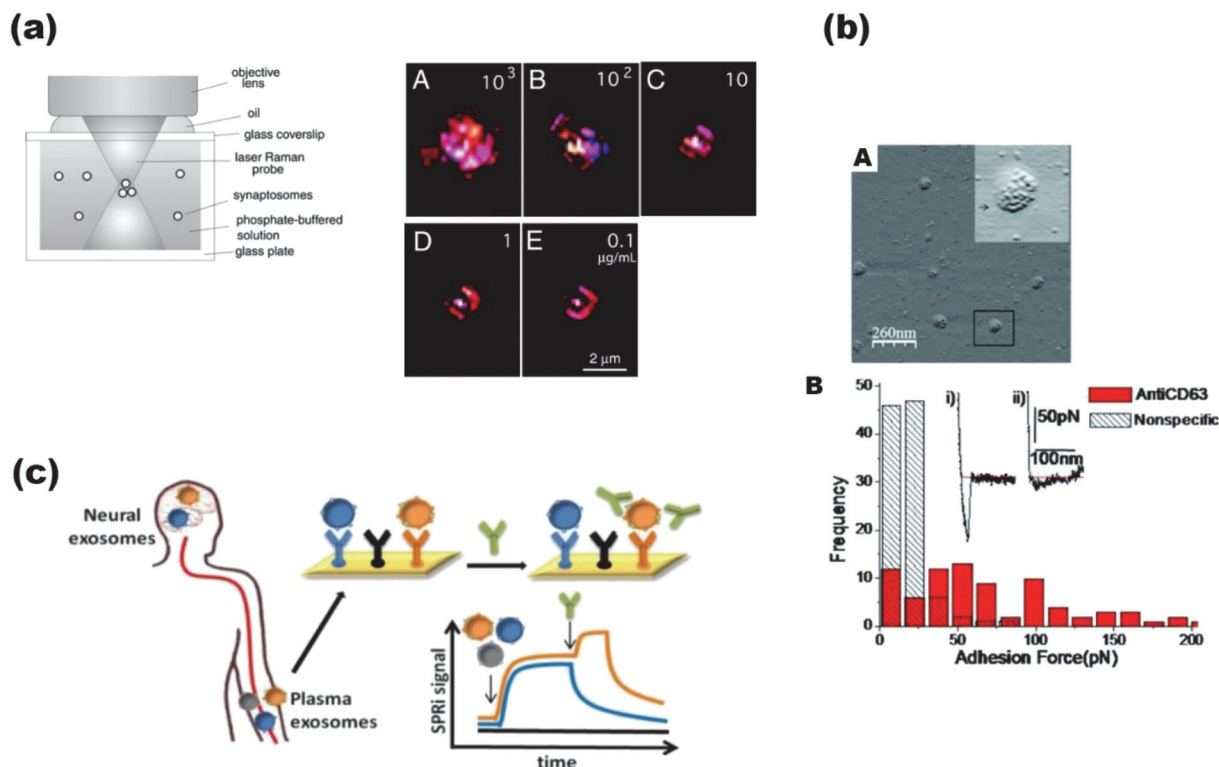 (a)
objective
lens
oil
glass coverslip
laser Raman
probe
synaptosomes
phosphate-buffered
solution
glass plate
A
10³
B
10²
C
10
D
1
E
0.1
µg/mL
2 µm
(b)
A
260nm
B
50
40
30
20
10
0
Frequency
i)
ii)
50pN
100nm
AntiCD63
Nonspecific
0
50
100
150
200
Adhesion Force(pN)
(c)
Neural
exosomes
Plasma
exosomes
SPRi signal
time